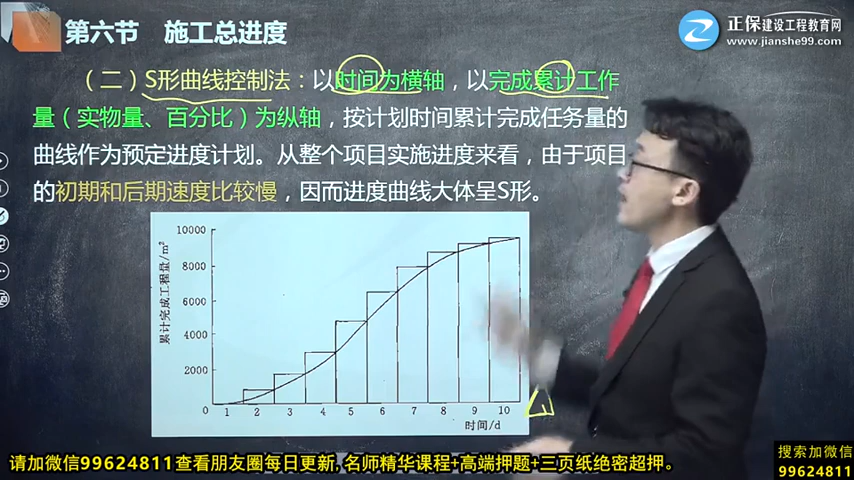 第六节 施工总进度
正保建设工程教育网
www.jianshe99.com
（二）S形曲线控制法：以时间为横轴，以完成累计工作
量（实物量、百分比）为纵轴，按计划时间累计完成任务量的
曲线作为预定进度计划。从整个项目实施进度来看，由于项目
的初期和后期速度比较慢，因而进度曲线大体呈S形。
累计完成工程量/m²
10000
8000
6000
4000
2000
0 1 2 3 4 5 6 7 8 9 10
时间/d
请加微信99624811查看朋友圈每日更新,名师精华课程+高端押题+三页纸绝密超押。
搜索加微信
99624811